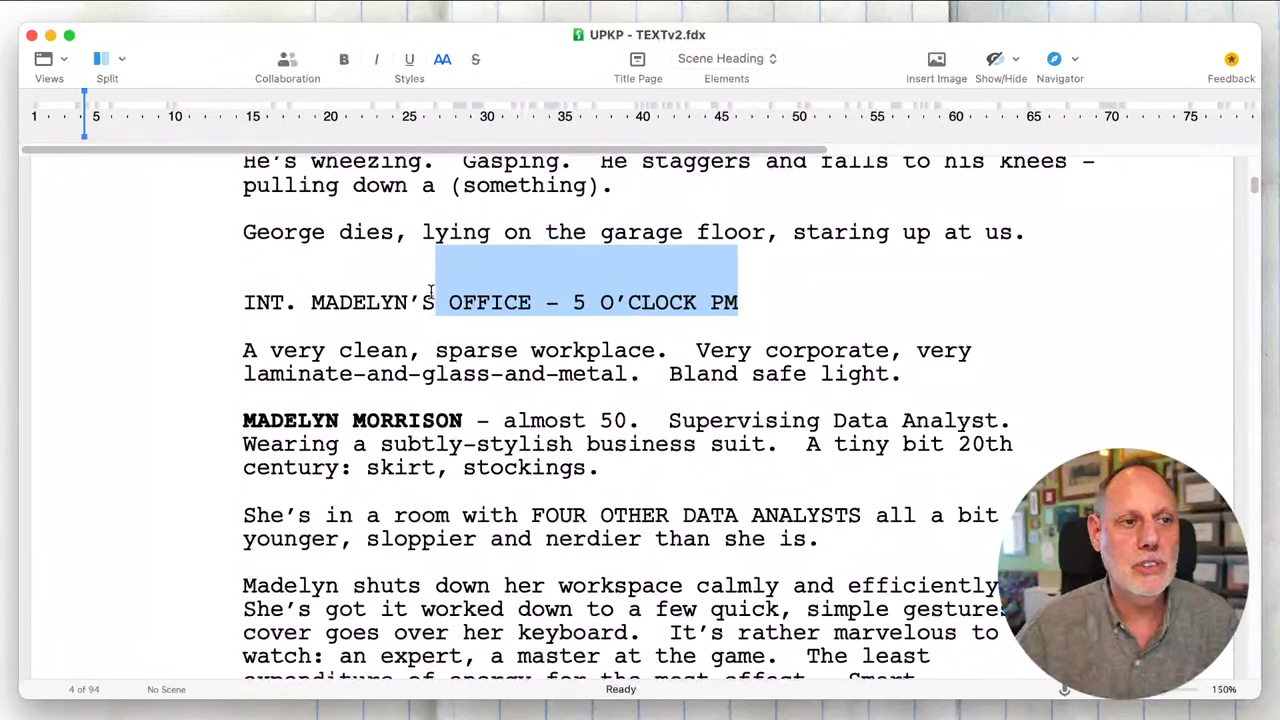 UPKP - TEXTv2.fdx
Views
Split
Collaboration
B I U AA S
Styles
Title Page
Scene Heading
Elements
Insert Image
Show/Hide
Navigator
Feedback
1 5 10 15 20 25 30 35 40 45 50 55 60 65 70 75
He's wheezing.  Gasping.  He staggers and falls to his knees –
pulling down a (something).
George dies, lying on the garage floor, staring up at us.
INT. MADELYN'S OFFICE – 5 O'CLOCK PM
A very clean, sparse workplace.  Very corporate, very
laminate-and-glass-and-metal.  Bland safe light.
MADELYN MORRISON – almost 50.  Supervising Data Analyst.
Wearing a subtly-stylish business suit.  A tiny bit 20th
century: skirt, stockings.
She's in a room with FOUR OTHER DATA ANALYSTS all a bit
younger, sloppier and nerdier than she is.
Madelyn shuts down her workspace calmly and efficiently
She's got it worked down to a few quick, simple gestures
cover goes over her keyboard.  It's rather marvelous to
watch: an expert, a master at the game.  The least
expenditure of energy for the most effect.  Smart
4 of 94
No Scene
Ready
150%